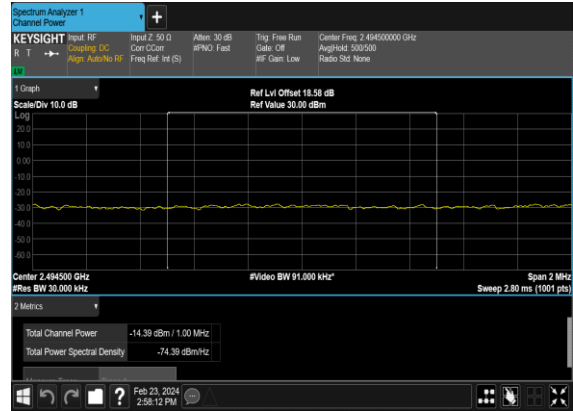 Spectrum Analyzer 1
Channel Power
+
KEYSIGHT
R T
LXI
Input: RF
Coupling: DC
Align: Auto/No RF
Input Z: 50 Ω
Corr CCorr
Freq Ref: Int (S)
Atten: 30 dB
#PNO: Fast
Trig: Free Run
Gate: Off
#IF Gain: Low
Center Freq: 2.494500000 GHz
Avg|Hold: 500/500
Radio Std: None
1 Graph
Scale/Div 10.0 dB
Ref Lvl Offset 18.58 dB
Ref Value 30.00 dBm
Log
20.0
10.0
0.00
-10.0
-20.0
-30.0
-40.0
-50.0
-60.0
Center 2.494500 GHz
#Video BW 91.000 kHz*
Span 2 MHz
#Res BW 30.000 kHz
Sweep 2.80 ms (1001 pts)
2 Metrics
Total Channel Power -14.39 dBm / 1.00 MHz
Total Power Spectral Density -74.39 dBm/Hz
?
Feb 23, 2024
2:58:12 PM